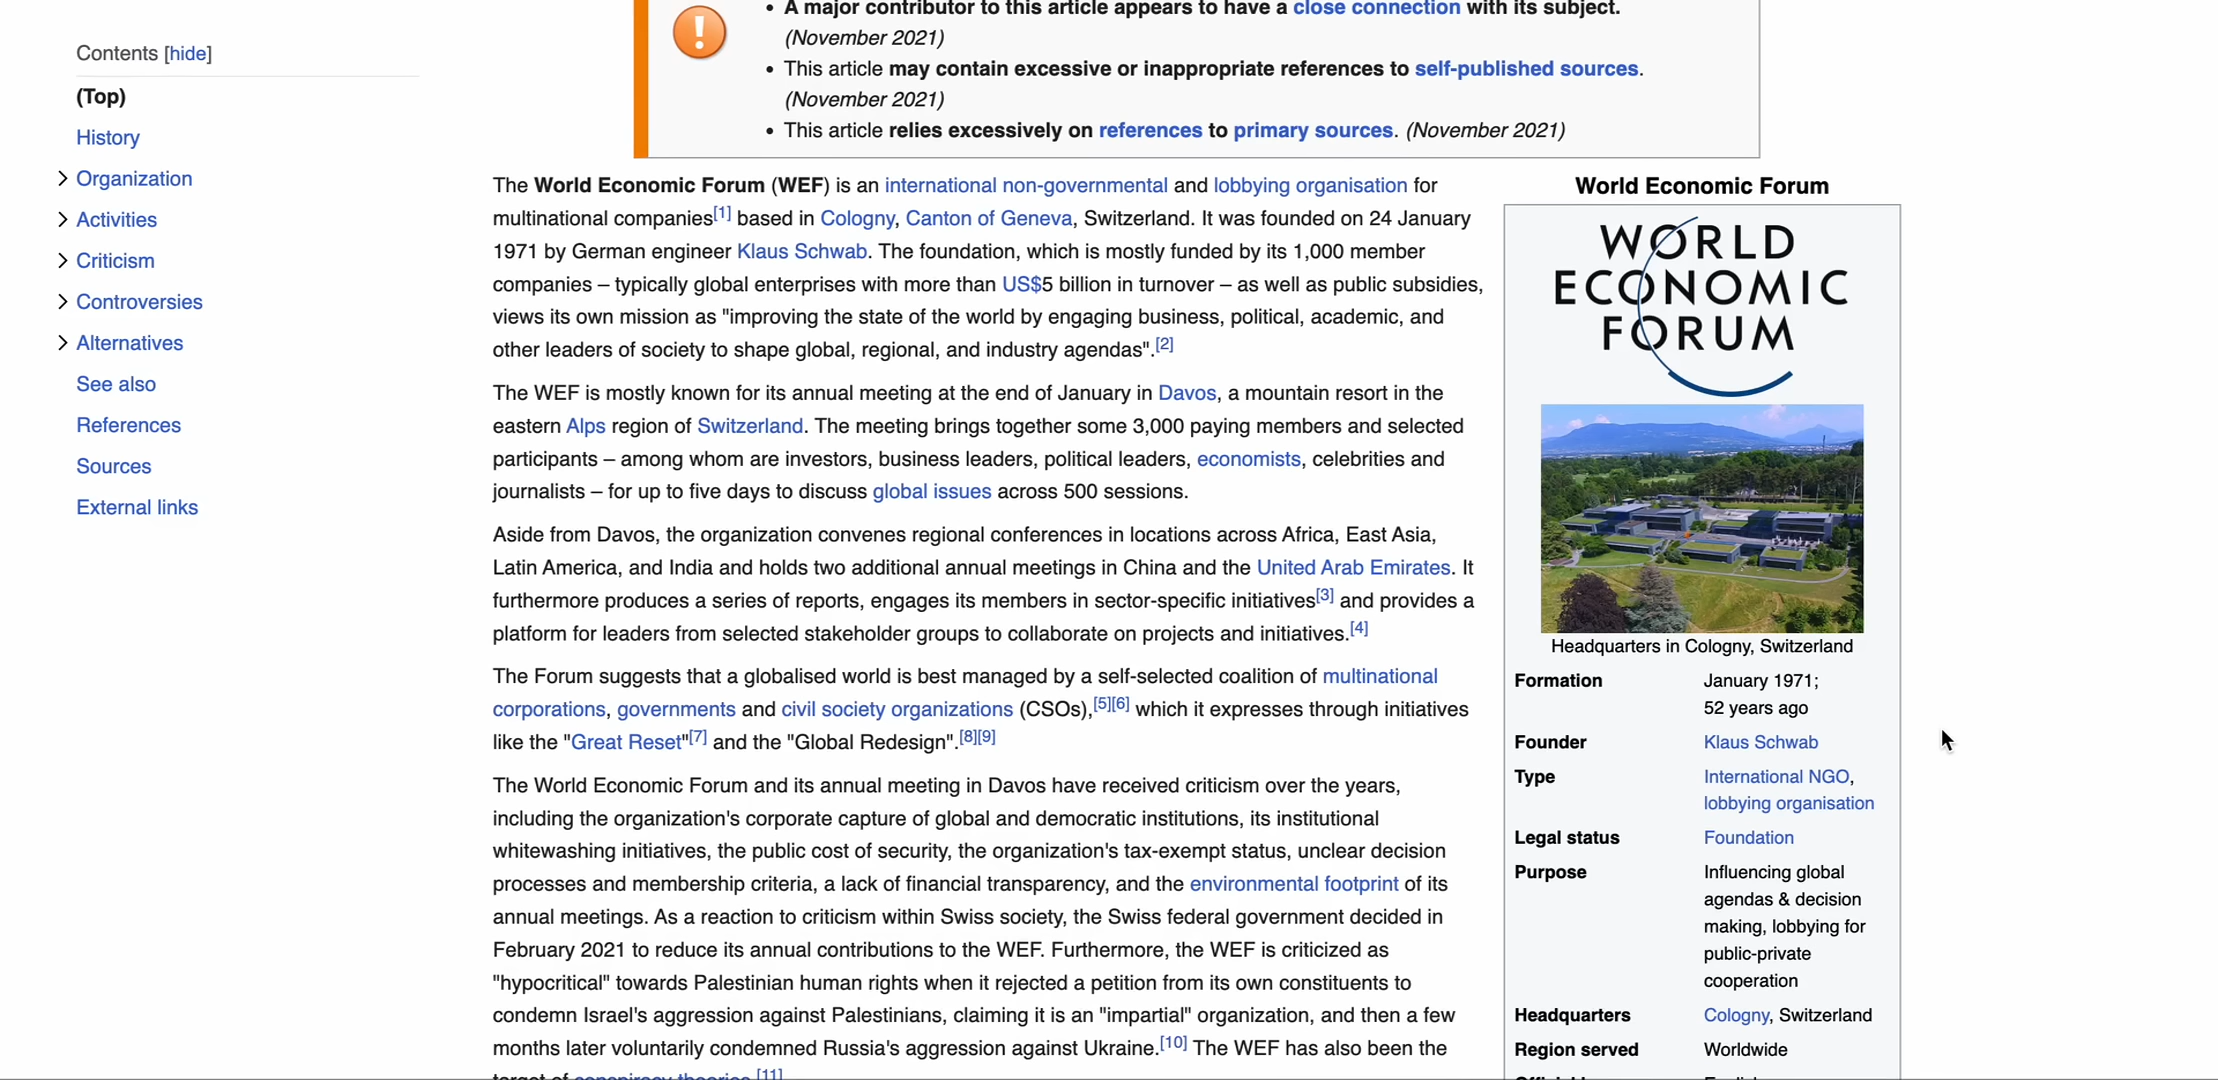 Contents [hide]
(Top)
History
Organization
Activities
Criticism
Controversies
Alternatives
See also
References
Sources
External links
• A major contributor to this article appears to have a close connection with its subject.
(November 2021)
• This article may contain excessive or inappropriate references to self-published sources.
(November 2021)
• This article relies excessively on references to primary sources. (November 2021)
The World Economic Forum (WEF) is an international non-governmental and lobbying organisation for
multinational companies[1] based in Cologny, Canton of Geneva, Switzerland. It was founded on 24 January
1971 by German engineer Klaus Schwab. The foundation, which is mostly funded by its 1,000 member
companies – typically global enterprises with more than US$5 billion in turnover – as well as public subsidies,
views its own mission as "improving the state of the world by engaging business, political, academic, and
other leaders of society to shape global, regional, and industry agendas".[2]
The WEF is mostly known for its annual meeting at the end of January in Davos, a mountain resort in the
eastern Alps region of Switzerland. The meeting brings together some 3,000 paying members and selected
participants – among whom are investors, business leaders, political leaders, economists, celebrities and
journalists – for up to five days to discuss global issues across 500 sessions.
Aside from Davos, the organization convenes regional conferences in locations across Africa, East Asia,
Latin America, and India and holds two additional annual meetings in China and the United Arab Emirates. It
furthermore produces a series of reports, engages its members in sector-specific initiatives[3] and provides a
platform for leaders from selected stakeholder groups to collaborate on projects and initiatives.[4]
The Forum suggests that a globalised world is best managed by a self-selected coalition of multinational
corporations, governments and civil society organizations (CSOs),[5][6] which it expresses through initiatives
like the "Great Reset"[7] and the "Global Redesign".[8][9]
The World Economic Forum and its annual meeting in Davos have received criticism over the years,
including the organization's corporate capture of global and democratic institutions, its institutional
whitewashing initiatives, the public cost of security, the organization's tax-exempt status, unclear decision
processes and membership criteria, a lack of financial transparency, and the environmental footprint of its
annual meetings. As a reaction to criticism within Swiss society, the Swiss federal government decided in
February 2021 to reduce its annual contributions to the WEF. Furthermore, the WEF is criticized as
"hypocritical" towards Palestinian human rights when it rejected a petition from its own constituents to
condemn Israel's aggression against Palestinians, claiming it is an "impartial" organization, and then a few
months later voluntarily condemned Russia's aggression against Ukraine.[10] The WEF has also been the
target of conspiracy theories.[11]
World Economic Forum
WORLD
ECONOMIC
FORUM
Headquarters in Cologny, Switzerland
Formation January 1971;
52 years ago
Founder Klaus Schwab
Type International NGO,
lobbying organisation
Legal status Foundation
Purpose Influencing global
agendas & decision
making, lobbying for
public-private
cooperation
Headquarters Cologny, Switzerland
Region served Worldwide